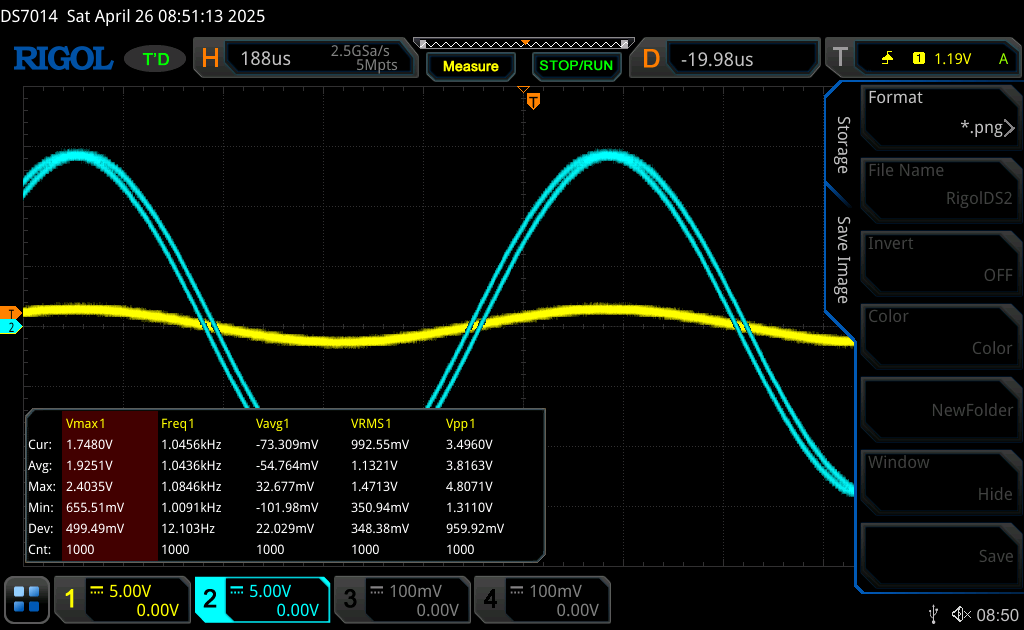 DS7014 Sat April 26 08:51:13 2025
RIGOL T'D H 188us 2.5GSa/s 5Mpts Measure STOP/RUN D -19.98us T 1 1.19V A
T
T
2
Storage
Save Image
Format
*.png
File Name
RigolDS2
Invert
OFF
Color
Color
NewFolder
Window
Hide
Save
Vmax1 Freq1 Vavg1 VRMS1 Vpp1
Cur: 1.7480V 1.0456kHz -73.309mV 992.55mV 3.4960V
Avg: 1.9251V 1.0436kHz -54.764mV 1.1321V 3.8163V
Max: 2.4035V 1.0846kHz 32.677mV 1.4713V 4.8071V
Min: 655.51mV 1.0091kHz -101.98mV 350.94mV 1.3110V
Dev: 499.49mV 12.103Hz 22.029mV 348.38mV 959.92mV
Cnt: 1000 1000 1000 1000 1000
1 5.00V 0.00V
2 5.00V 0.00V
3 100mV 0.00V
4 100mV 0.00V
08:50